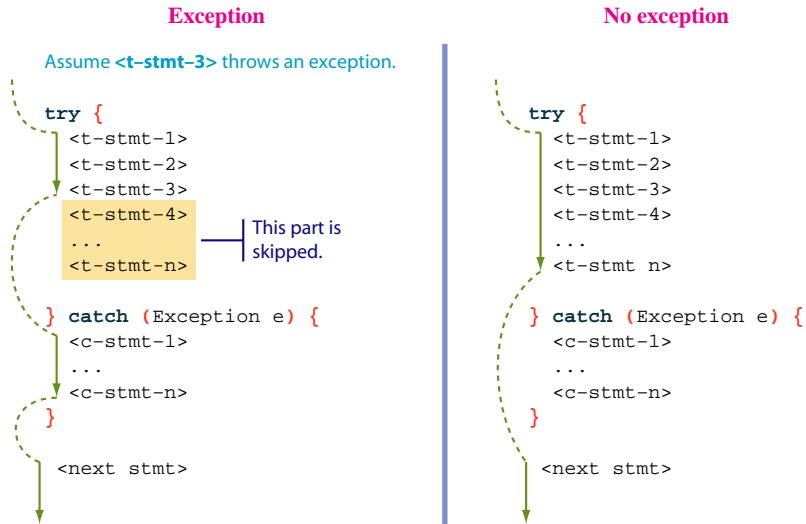 Exception
Assume <t–stmt–3> throws an exception.
try {
<t–stmt–1>
<t–stmt–2>
<t–stmt–3>
<t–stmt–4>
...
<t–stmt–n>
This part is
skipped.
} catch (Exception e) {
<c–stmt–1>
...
<c–stmt–n>
}
<next stmt>
No exception
try {
<t–stmt–1>
<t–stmt–2>
<t–stmt–3>
<t–stmt–4>
...
<t–stmt n>
} catch (Exception e) {
<c–stmt–1>
...
<c–stmt–n>
}
<next stmt>